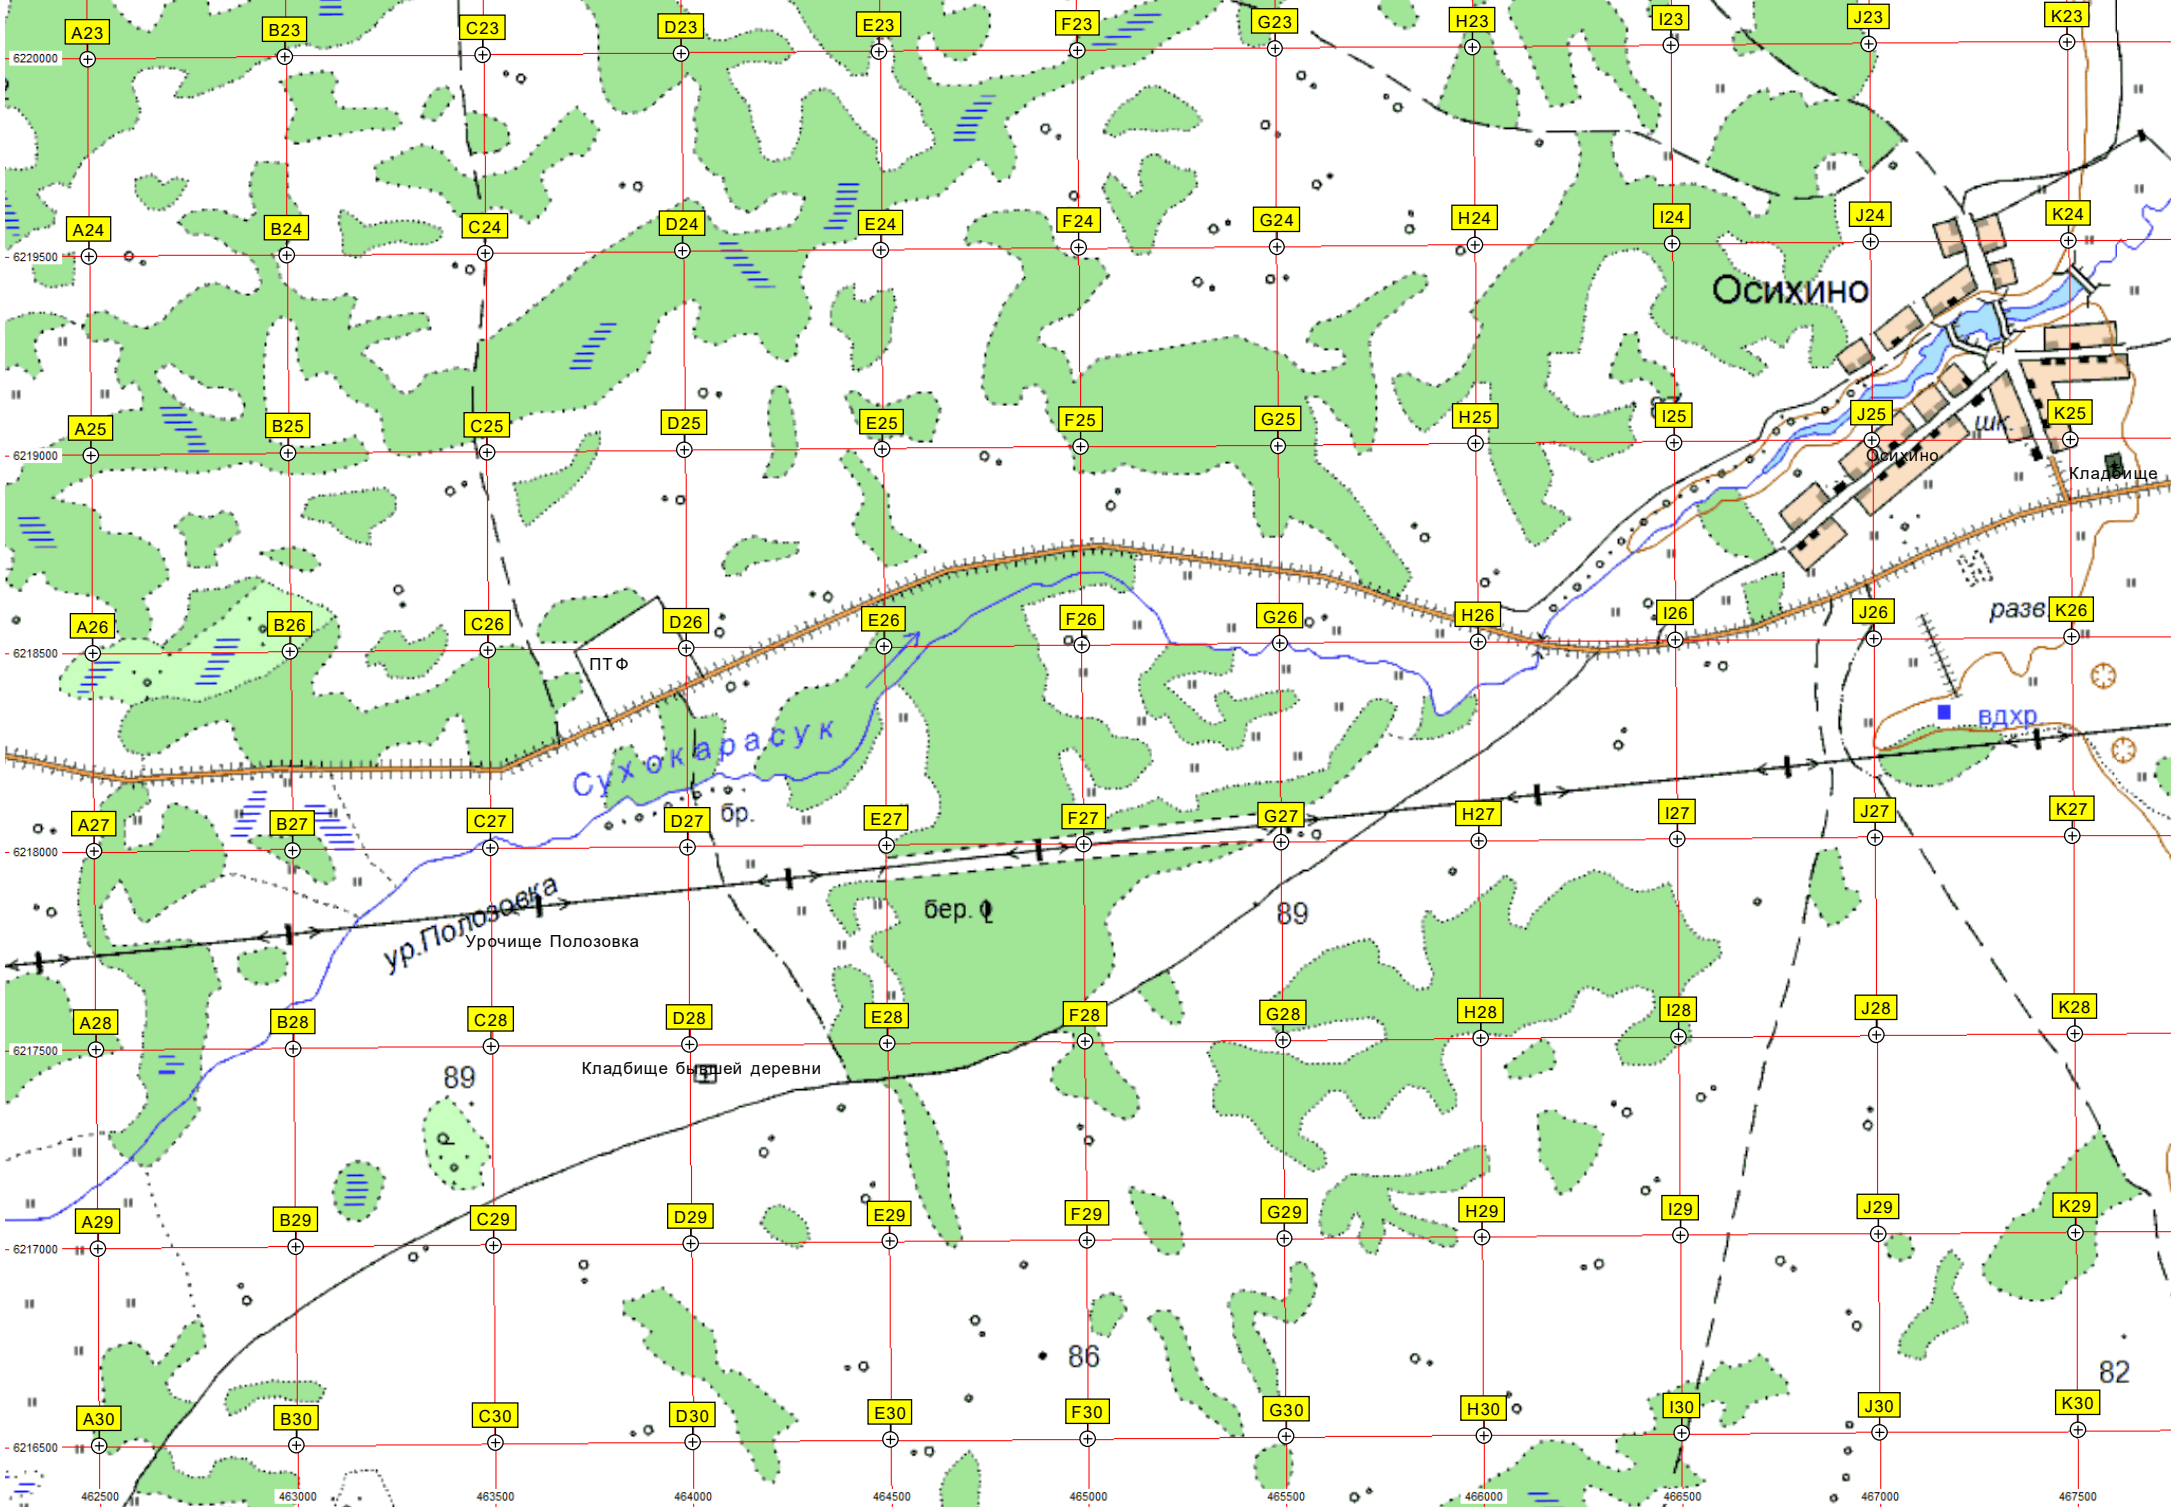 A23 B23 C23 D23 E23 F23 G23 H23 I23 J23 K23
6220000
A24 B24 C24 D24 E24 F24 G24 H24 I24 J24 K24
6219500
Осихино
A25 B25 C25 D25 E25 F25 G25 H25 I25 J25 K25
шк.
6219000
Осихино
Кладбище
A26 B26 C26 D26 E26 F26 G26 H26 I26 J26 K26
разв.
6218500
ПТФ
вдхр
Сухокарасук
A27 B27 C27 D27 E27 F27 G27 H27 I27 J27 K27
бр.
6218000
ур.Полозовка
бер.
89
Урочище Полозовка
A28 B28 C28 D28 E28 F28 G28 H28 I28 J28 K28
6217500
Кладбище бывшей деревни
89
A29 B29 C29 D29 E29 F29 G29 H29 I29 J29 K29
6217000
86
82
A30 B30 C30 D30 E30 F30 G30 H30 I30 J30 K30
6216500
462500 463000 463500 464000 464500 465000 465500 466000 466500 467000 467500